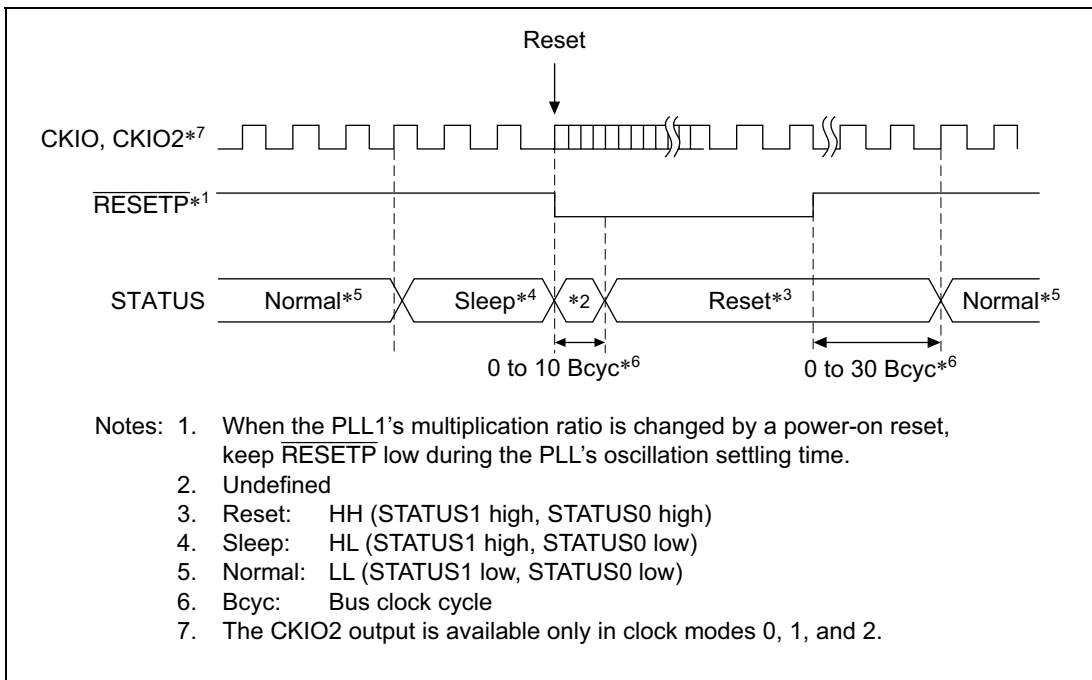 Reset
CKIO, CKIO2*7
RESETP*1
STATUS Normal*5 Sleep*4 *2 Reset*3 Normal*5
0 to 10 Bcyc*6 0 to 30 Bcyc*6
Notes: 1. When the PLL1's multiplication ratio is changed by a power-on reset,
keep RESETP low during the PLL's oscillation settling time.
2. Undefined
3. Reset: HH (STATUS1 high, STATUS0 high)
4. Sleep: HL (STATUS1 high, STATUS0 low)
5. Normal: LL (STATUS1 low, STATUS0 low)
6. Bcyc: Bus clock cycle
7. The CKIO2 output is available only in clock modes 0, 1, and 2.